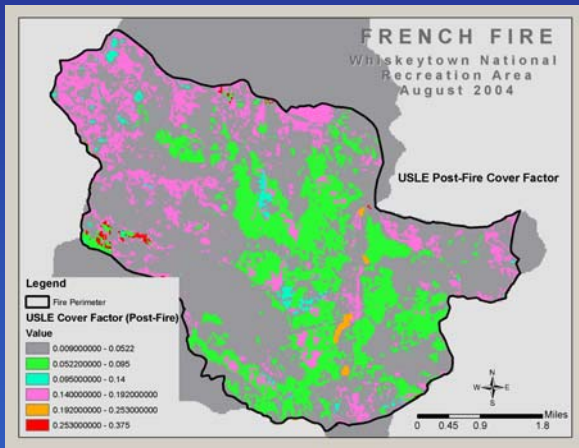 FRENCH FIRE
Whiskeytown National
Recreation Area
August 2004
USLE Post-Fire Cover Factor
Legend
Fire Perimeter
USLE Cover Factor (Post-Fire)
Value
0.009000000 - 0.0522
0.052200000 - 0.095
0.095000000 - 0.14
0.140000000 - 0.192000000
0.192000000 - 0.253000000
0.253000000 - 0.375
N
W E
S
Miles
0 0.45 0.9 1.8